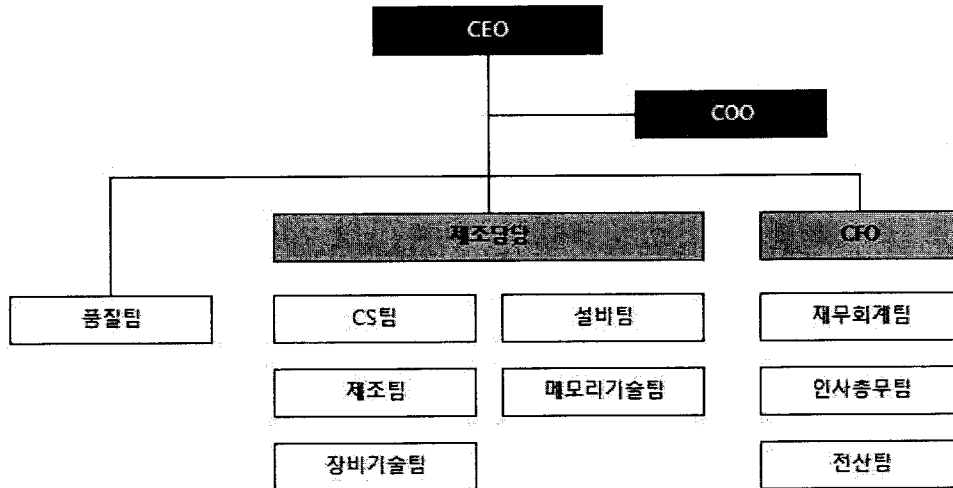 CEO
COO
제조담당
CFO
품질팀
CS팀
설비팀
재무회계팀
제조팀
메모리기술팀
인사총무팀
장비기술팀
전산팀